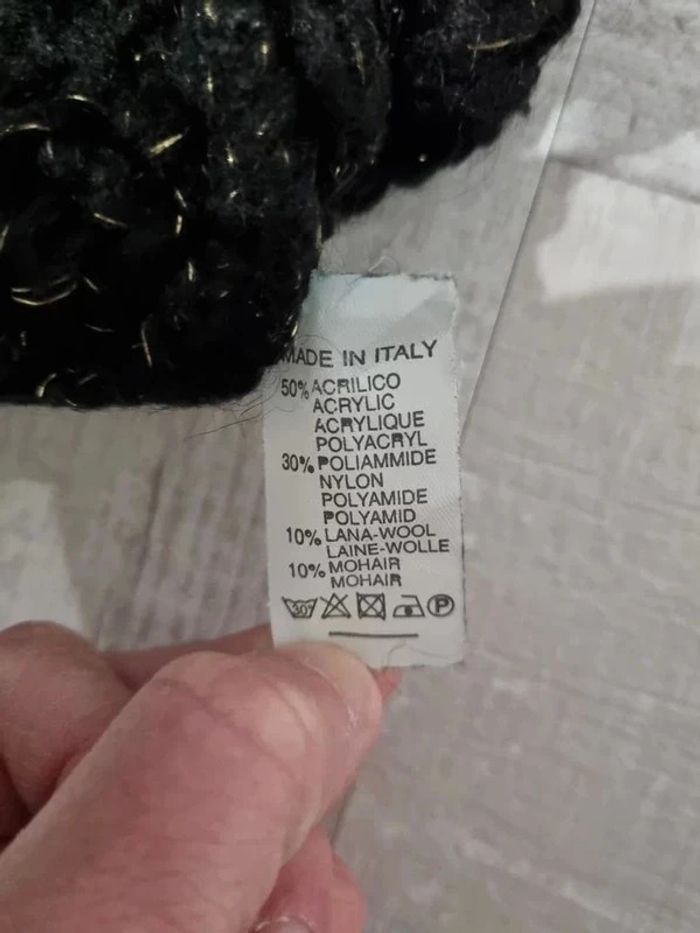 MADE IN ITALY
50% ACRILICO
ACRYLIC
ACRYLIQUE
POLYACRYL
30% POLIAMMIDE
NYLON
POLYAMIDE
POLYAMID
10% LANA-WOOL
LAINE-WOLLE
10% MOHAIR
MOHAIR
30° P